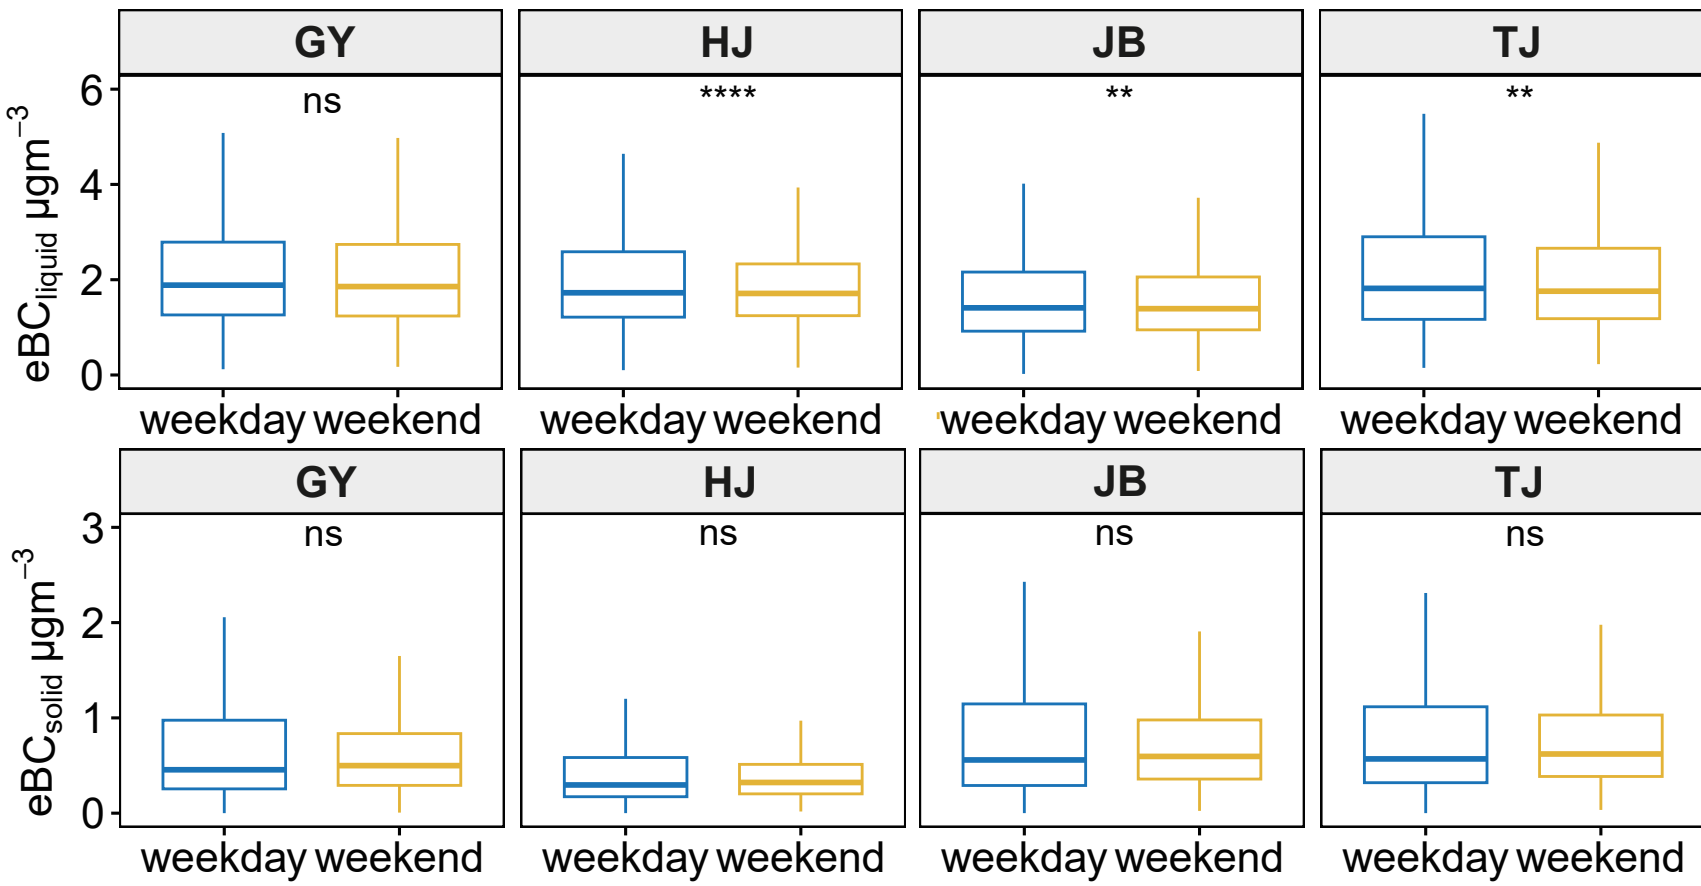 GY HJ JB TJ
ns **** ** **
6
4
2
0
eBCliquid µgm−3
weekday weekend weekday weekend weekday weekend weekday weekend
GY HJ JB TJ
ns ns ns ns
3
2
1
0
eBCsolid µgm−3
weekday weekend weekday weekend weekday weekend weekday weekend